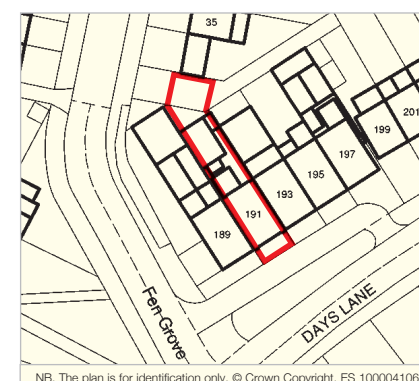 35
201
199
197
195
193
191
189
Fen Grove
DAYS LANE
NB. The plan is for identification only. © Crown Copyright, ES 100004106